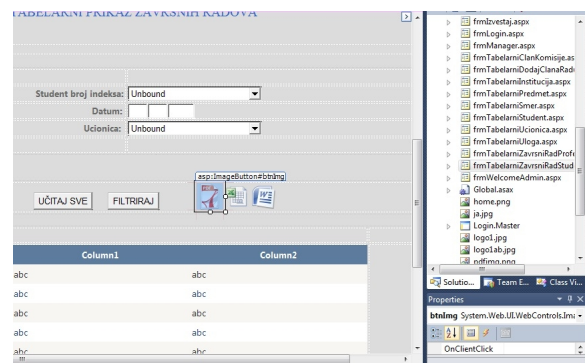 TABELARNI PRIKAZ ZAVRSNIH RADOVA
Student broj indeksa: Unbound
Datum:
Ucionica: Unbound
asp:ImageButton#btnImg
UČITAJ SVE FILTRIRAJ
Column1 Column2
abc abc
abc abc
abc abc
abc abc
abc abc
frmIzvestaj.aspx
frmLogin.aspx
frmManager.aspx
frmTabelarniClanKomisije.as
frmTabelarniDodajClanaRad
frmTabelarniInstitucija.aspx
frmTabelarniPredmet.aspx
frmTabelarniSmer.aspx
frmTabelarniStudent.aspx
frmTabelarniUcionica.aspx
frmTabelarniUloga.aspx
frmTabelarniZavrsniRadProfe
frmTabelarniZavrsniRadStud
frmWelcomeAdmin.aspx
Global.asax
home.png
ja.jpg
Login.Master
logo1.jpg
logo1ab.jpg
pdfimg.png
Solutio... Team E... Class Vi...
Properties
btnImg System.Web.UI.WebControls.Ima
OnClientClick